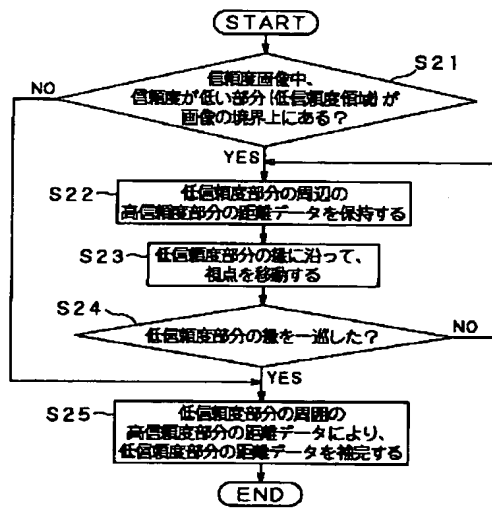 START
S21
信頼度画像中、
信頼度が低い部分(低信頼度領域)が
画像の境界上にある？
NO
YES
S22
低信頼度部分の周辺の
高信頼度部分の距離データを保持する
S23
低信頼度部分の縁に沿って、
視点を移動する
S24
低信頼度部分の縁を一巡した？
NO
YES
S25
低信頼度部分の周囲の
高信頼度部分の距離データにより、
低信頼度部分の距離データを補完する
END